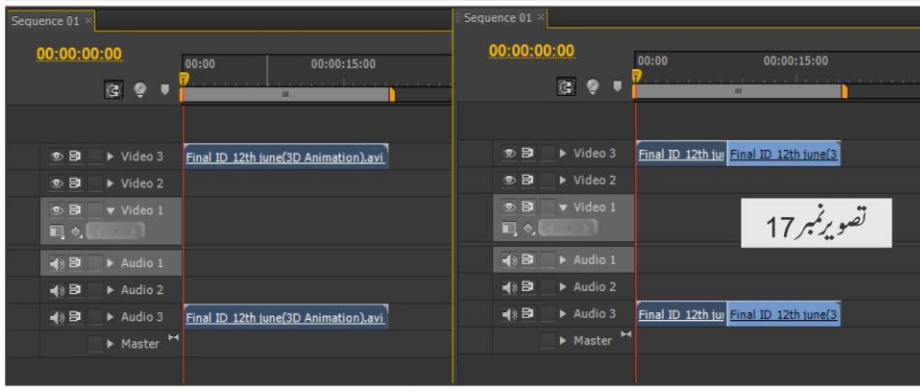 Sequence 01
00:00:00:00
00:00 00:00:15:00
Video 3 Final ID 12th june(3D Animation).avi
Video 2
Video 1
Audio 1
Audio 2
Audio 3 Final ID 12th june(3D Animation).avi
Master
Sequence 01
00:00:00:00
00:00 00:00:15:00
Video 3 Final ID 12th jui Final ID 12th june(3
Video 2
Video 1
تصویر نمبر 17
Audio 1
Audio 2
Audio 3 Final ID 12th jui Final ID 12th june(3
Master